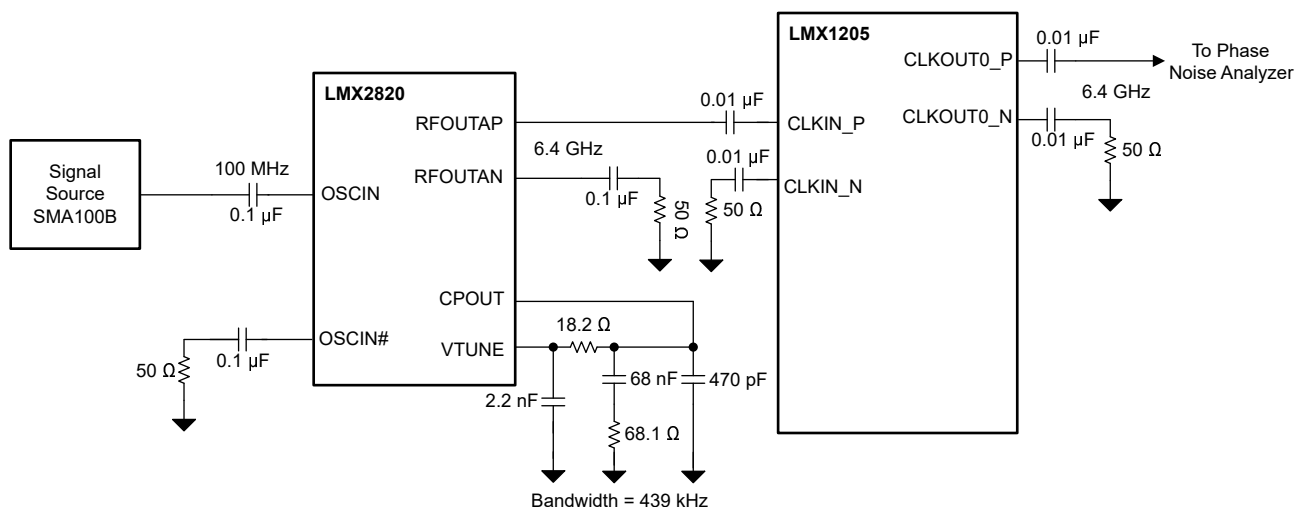 LMX1205
0.01 µF
CLKOUT0_P
To Phase
Noise Analyzer
6.4 GHz
CLKOUT0_N
0.01 µF
50 Ω
LMX2820
RFOUTAP
0.01 µF
CLKIN_P
6.4 GHz
0.01 µF
RFOUTAN
CLKIN_N
0.1 µF
50 Ω
50 Ω
Signal
Source
SMA100B
100 MHz
0.1 µF
OSCIN
CPOUT
18.2 Ω
OSCIN#
VTUNE
0.1 µF
50 Ω
2.2 nF
68 nF
470 pF
68.1 Ω
Bandwidth = 439 kHz